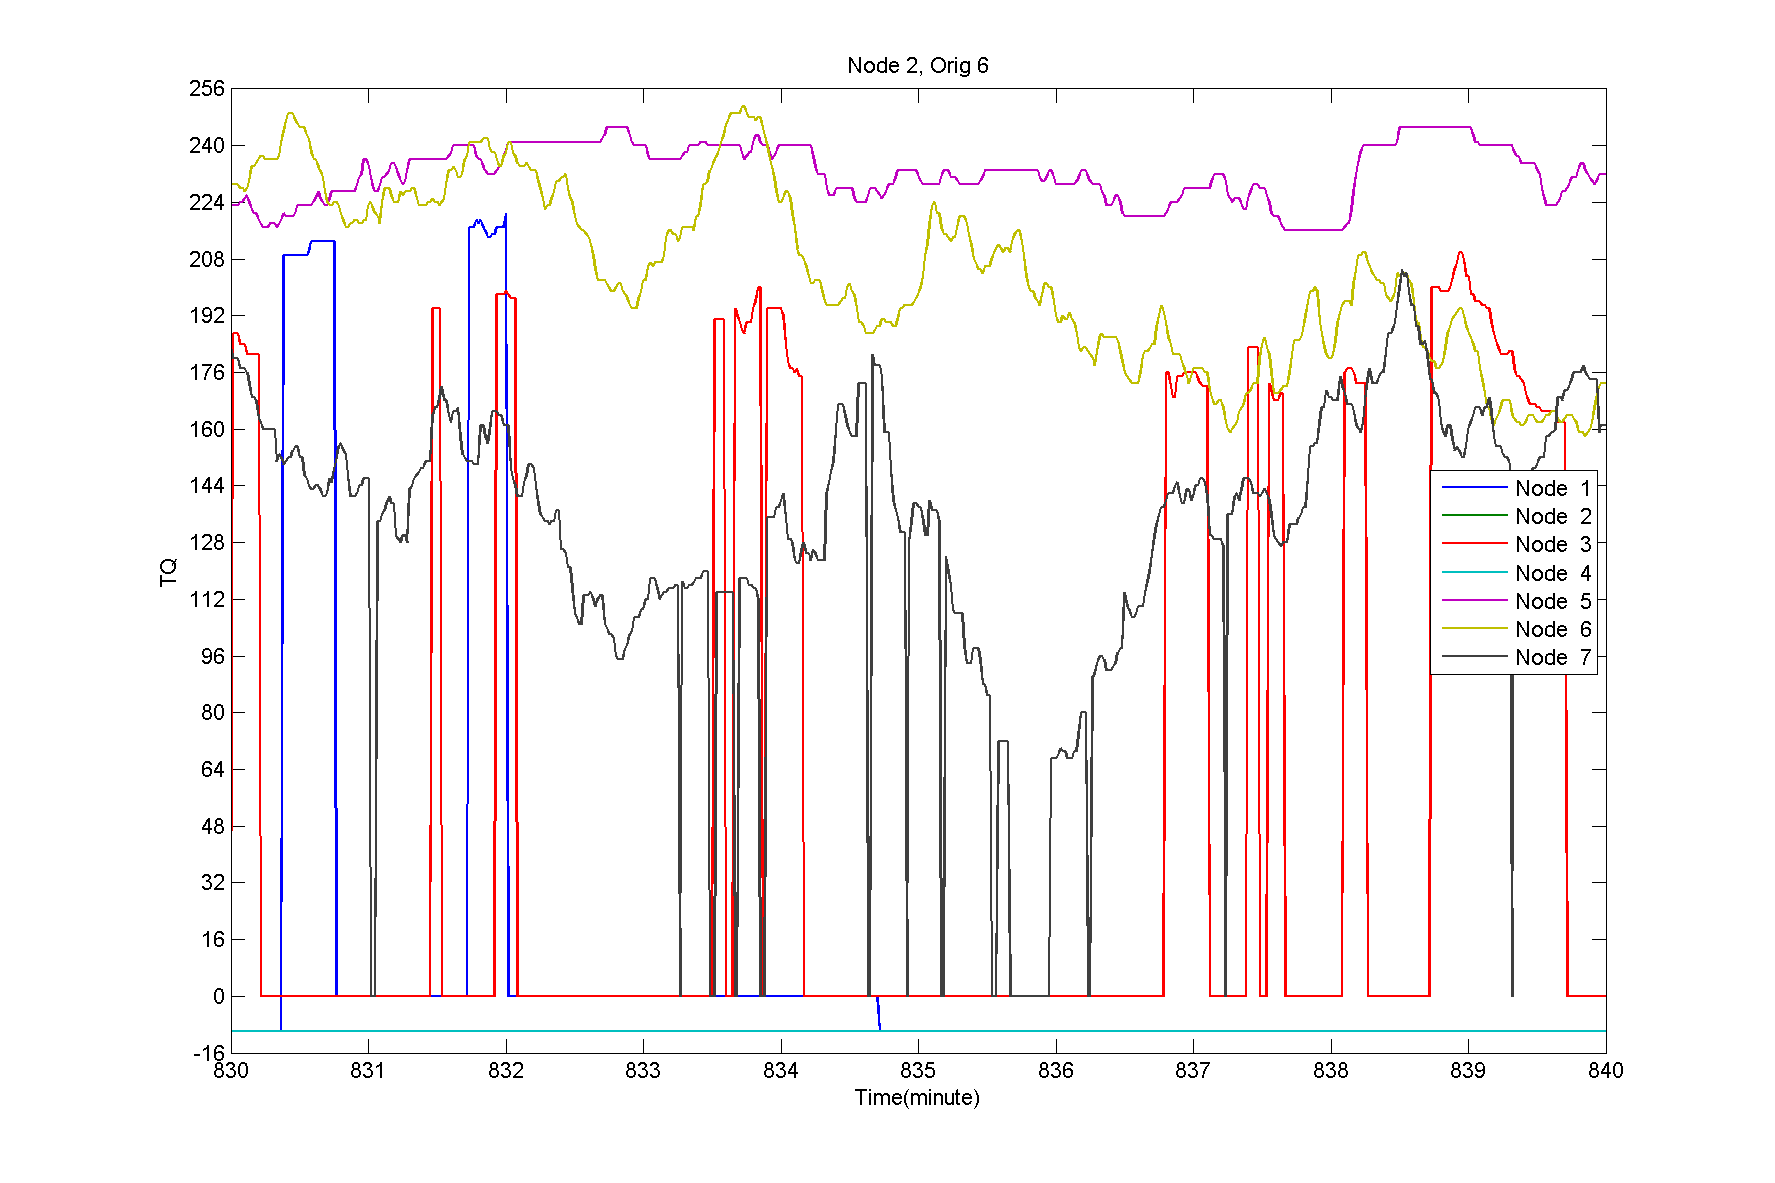 Node 2, Orig 6
256
240
224
208
192
176
160
144
128
112
96
80
64
48
32
16
0
-16
TQ
830 831 832 833 834 835 836 837 838 839 840
Time(minute)
Node 1
Node 2
Node 3
Node 4
Node 5
Node 6
Node 7